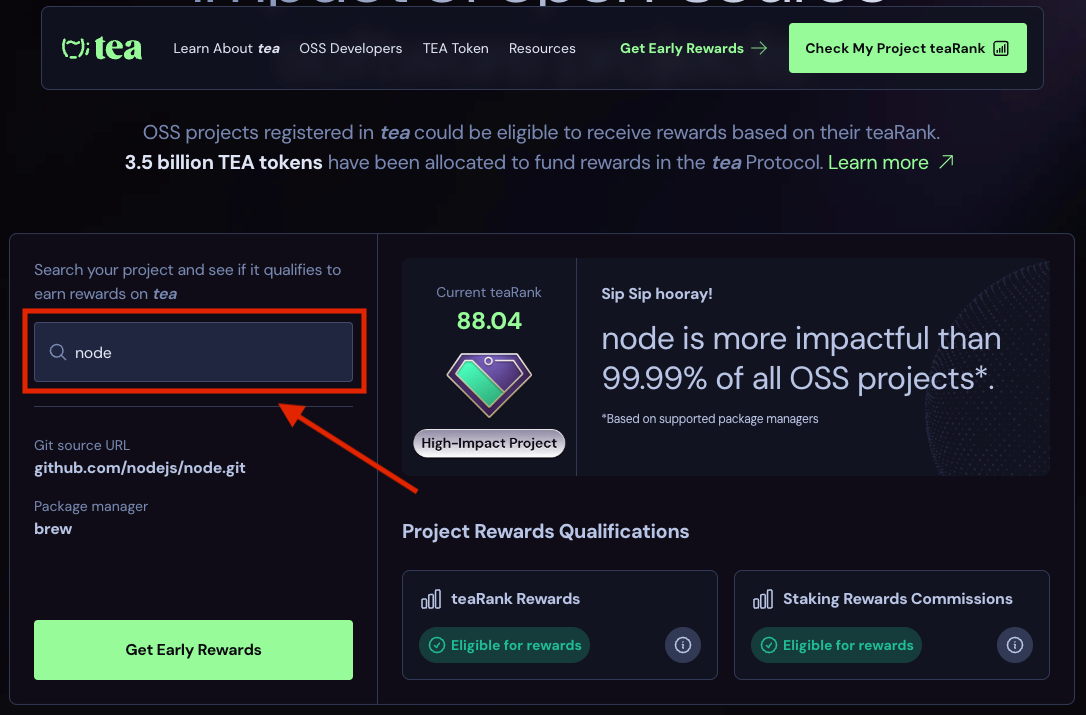 tea
Learn About tea
OSS Developers
TEA Token
Resources
Get Early Rewards
Check My Project teaRank
OSS projects registered in tea could be eligible to receive rewards based on their teaRank.
3.5 billion TEA tokens have been allocated to fund rewards in the tea Protocol. Learn more
Search your project and see if it qualifies to
earn rewards on tea
node
Git source URL
github.com/nodejs/node.git
Package manager
brew
Get Early Rewards
Current teaRank
88.04
High-Impact Project
Sip Sip hooray!
node is more impactful than
99.99% of all OSS projects*.
*Based on supported package managers
Project Rewards Qualifications
teaRank Rewards
Eligible for rewards
Staking Rewards Commissions
Eligible for rewards